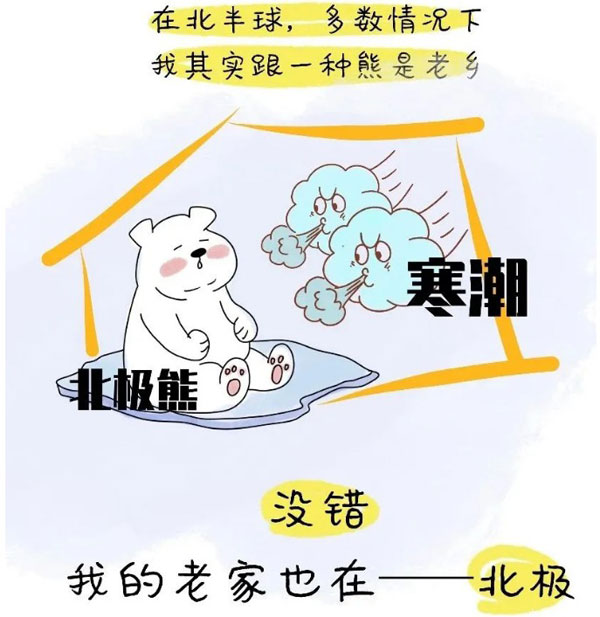 在北半球，多数情况下
我其实跟一种熊是老乡
寒潮
北极熊
没错
我的老家也在——北极